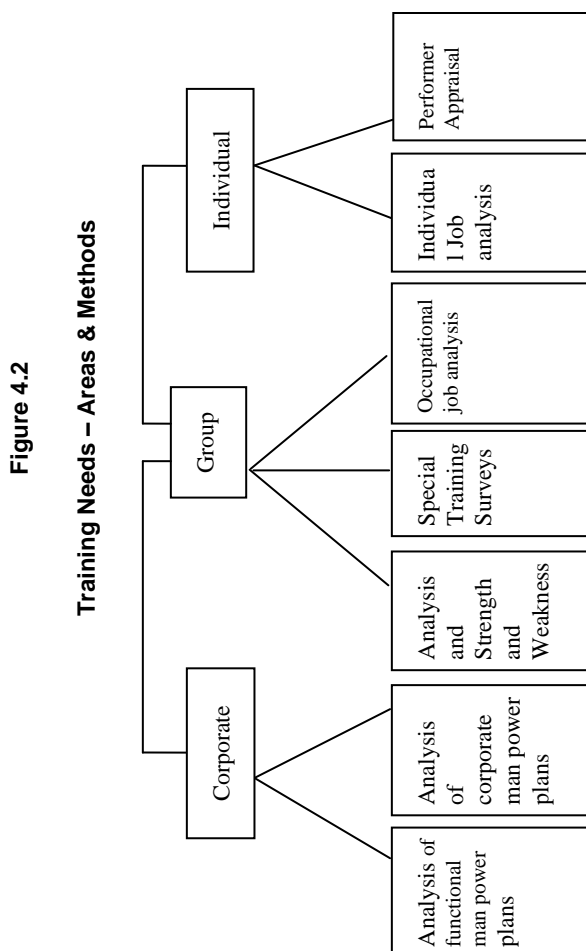 Figure 4.2
Training Needs – Areas & Methods
Corporate
Group
Individual
Analysis of
functional
man power
plans
Analysis
of
corporate
man power
plans
Analysis
and
Strength
and
Weakness
Special
Training
Surveys
Occupational
job analysis
Individua
l Job
analysis
Performer
Appraisal